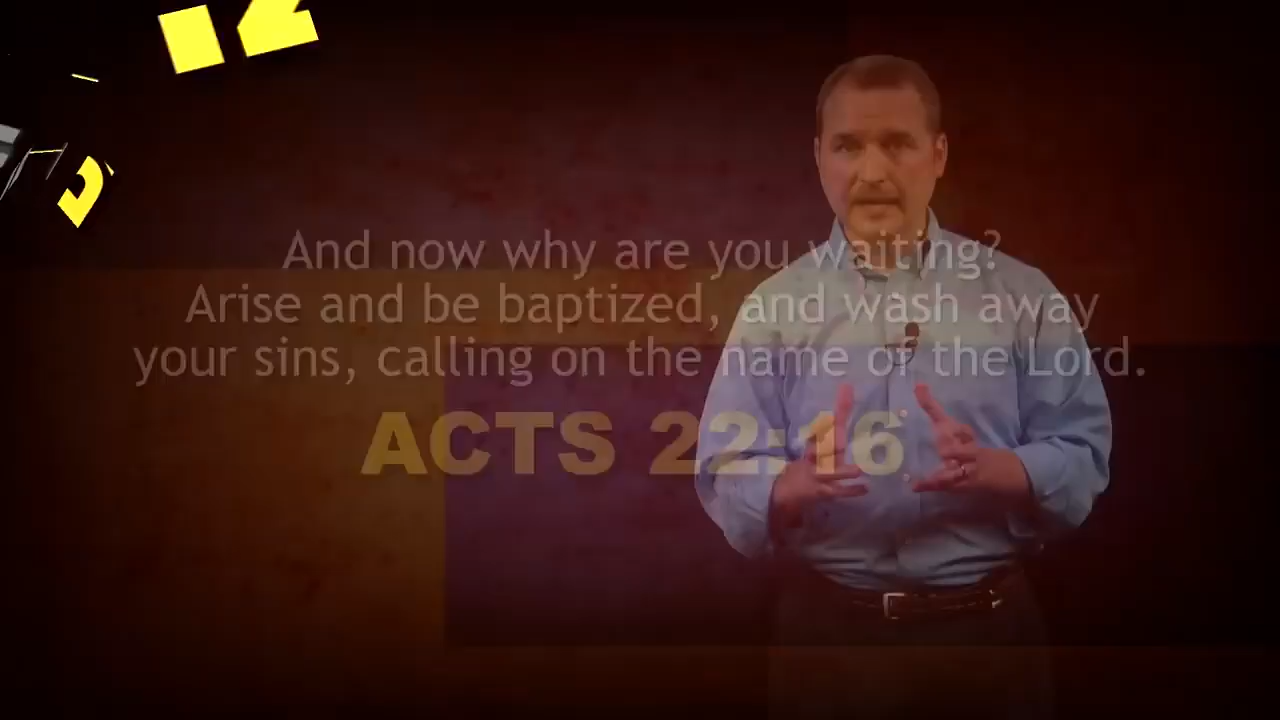 And now why are you waiting?
Arise and be baptized, and wash away
your sins, calling on the name of the Lord.
ACTS 22:16